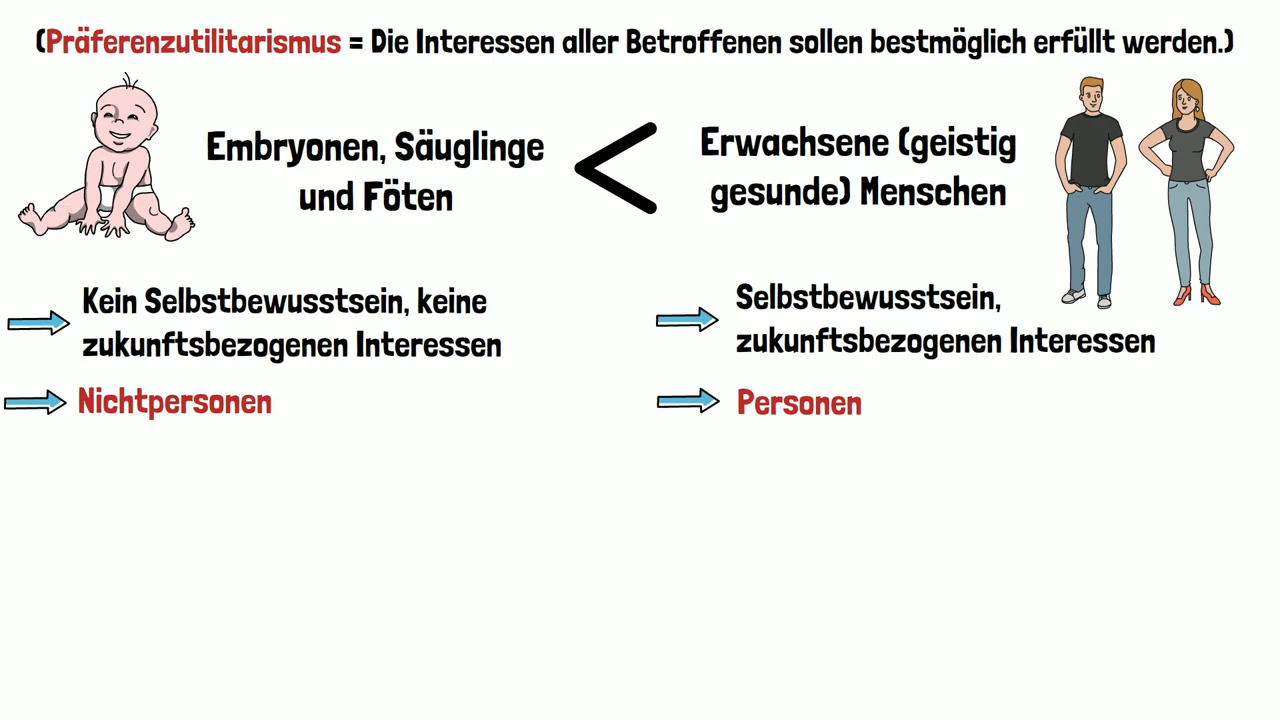 (Präferenzutilitarismus = Die Interessen aller Betroffenen sollen bestmöglich erfüllt werden.)
Embryonen, Säuglinge
und Föten
<
Erwachsene (geistig
gesunde) Menschen
Kein Selbstbewusstsein, keine
zukunftsbezogenen Interessen
Nichtpersonen
Selbstbewusstsein,
zukunftsbezogenen Interessen
Personen